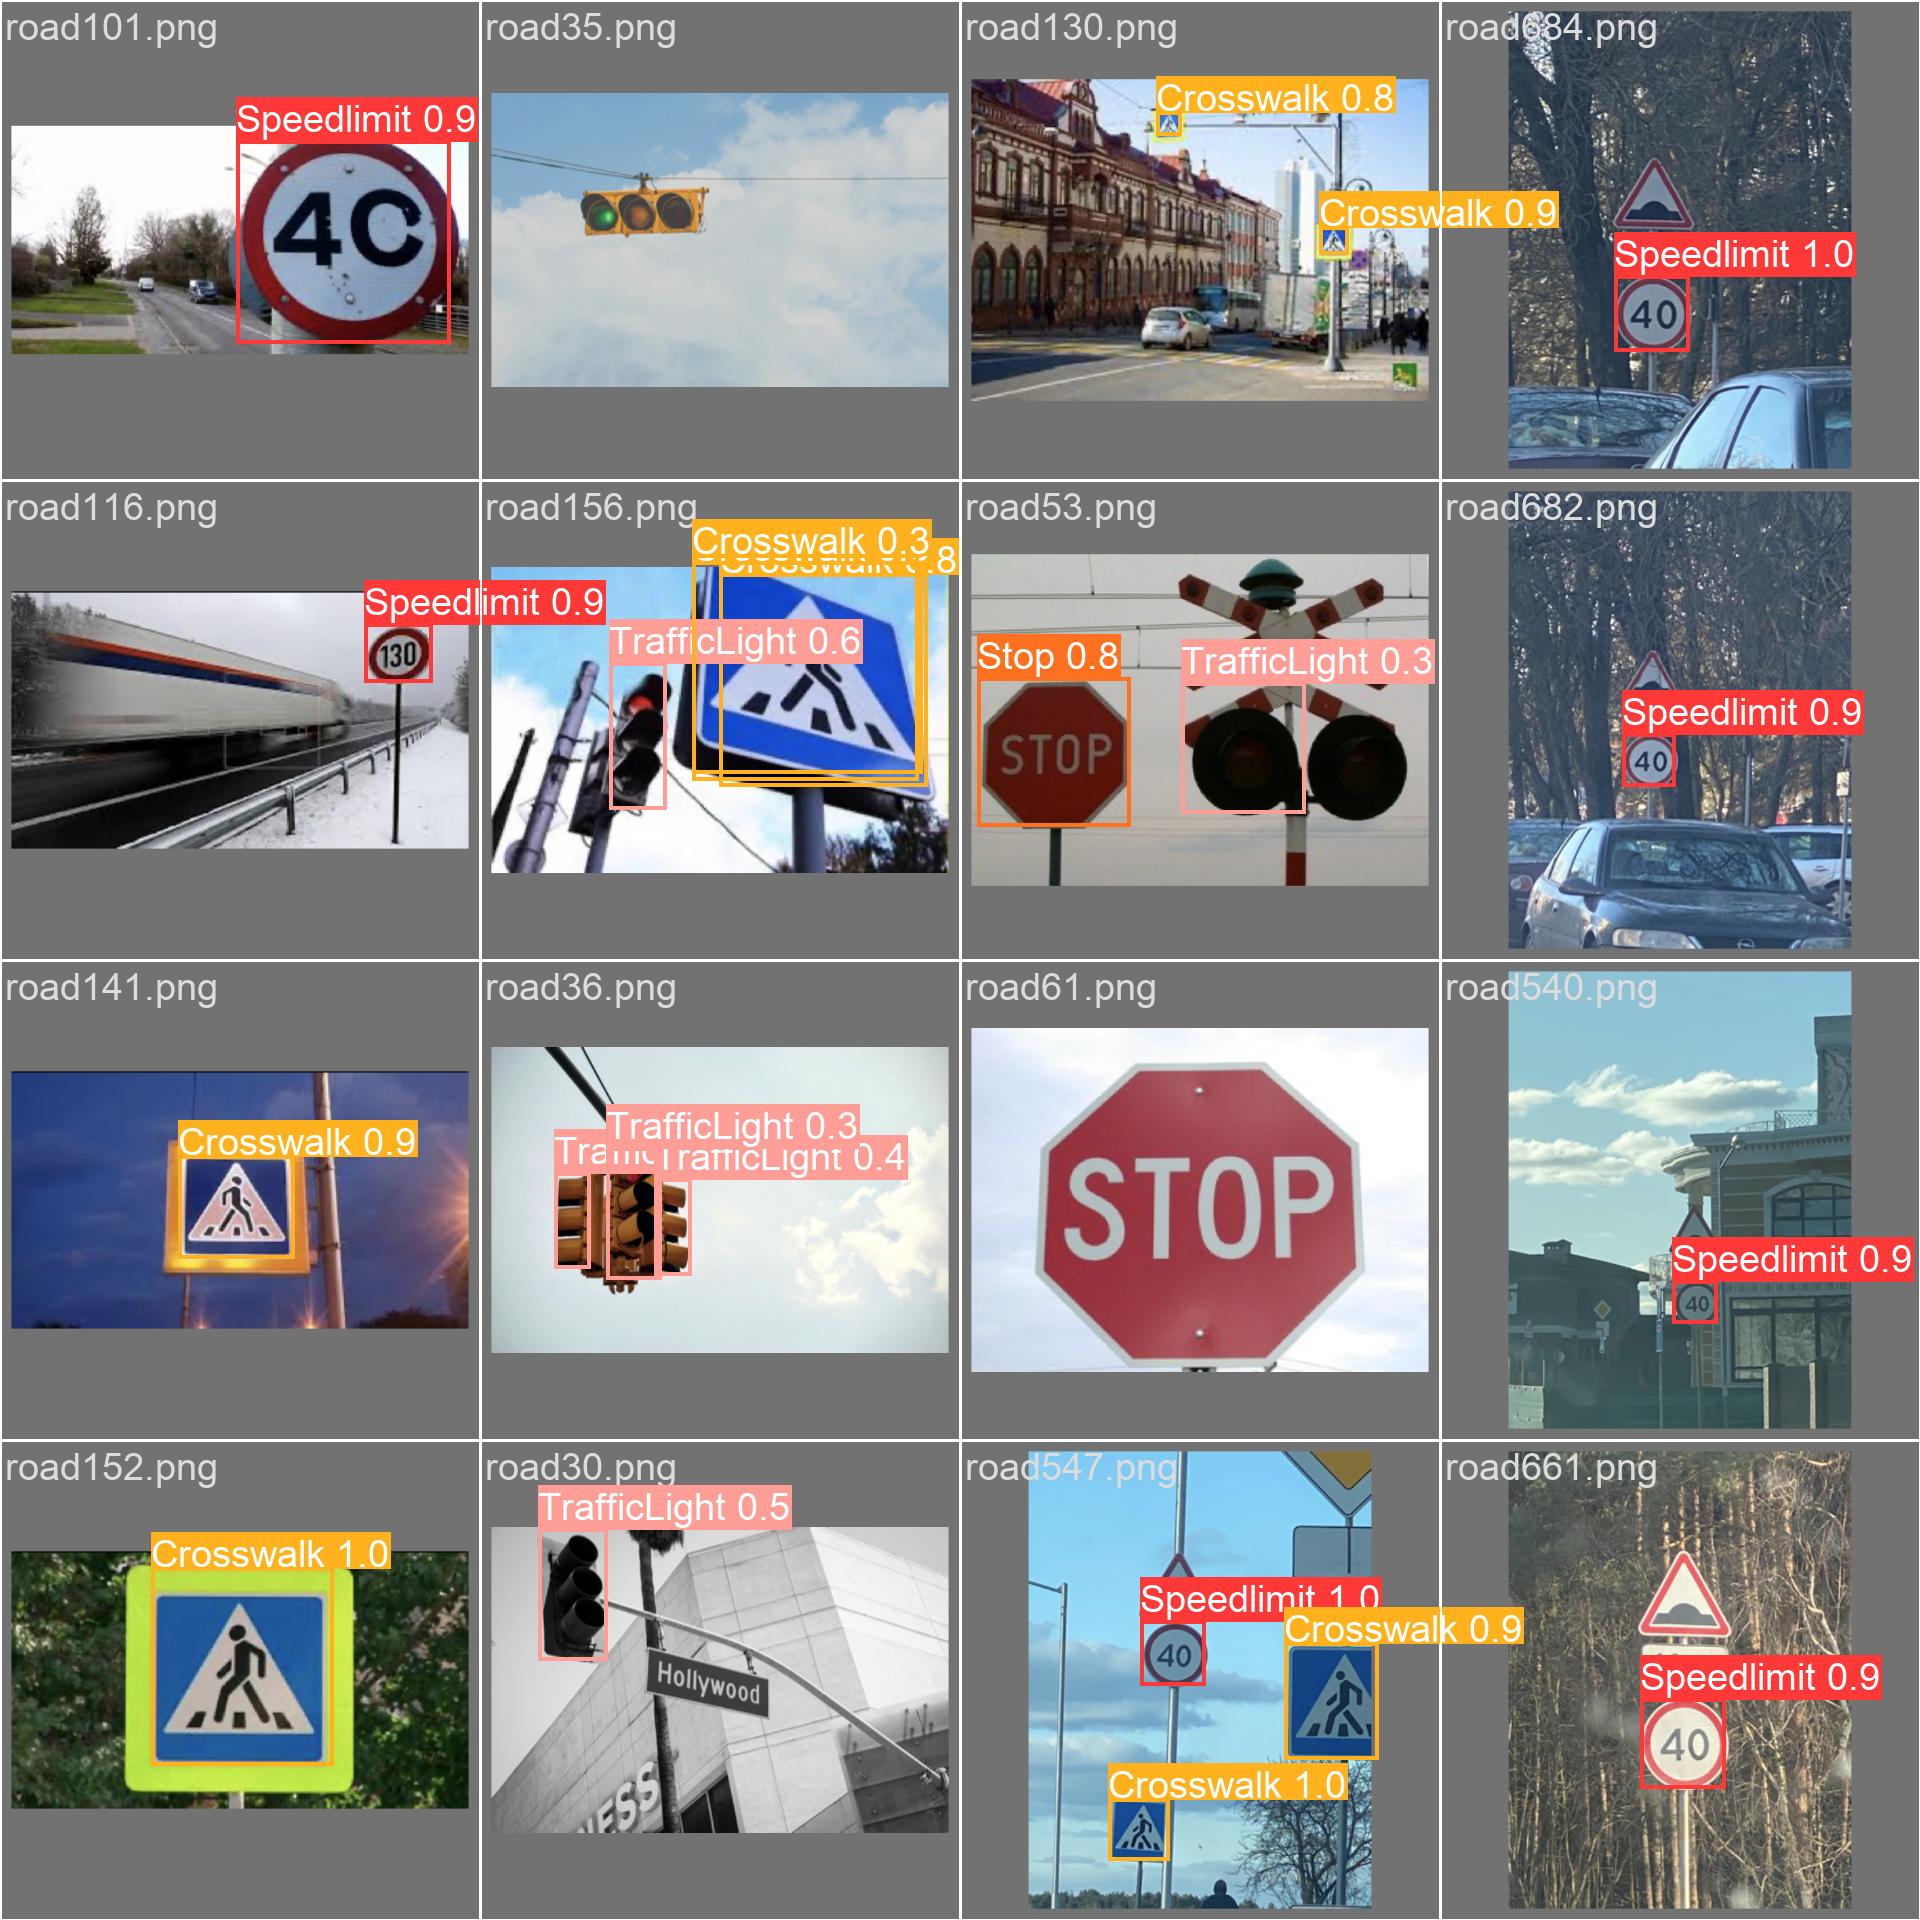 road101.png
Speedlimit 0.9
4C
road35.png
road130.png
Crosswalk 0.8
Crosswalk 0.9
road684.png
Speedlimit 1.0
40
road116.png
Speedlimit 0.9
130
road156.png
Crosswalk 0.3
Crosswalk 0.8
TrafficLight 0.6
road53.png
Stop 0.8
STOP
TrafficLight 0.3
road682.png
Speedlimit 0.9
40
road141.png
Crosswalk 0.9
road36.png
TrafficLight 0.3
TrafficLight 0.4
road61.png
STOP
road540.png
Speedlimit 0.9
40
road152.png
Crosswalk 1.0
road30.png
TrafficLight 0.5
Hollywood
NESS
road547.png
Speedlimit 1.0
40
Crosswalk 0.9
Crosswalk 1.0
road661.png
Speedlimit 0.9
40